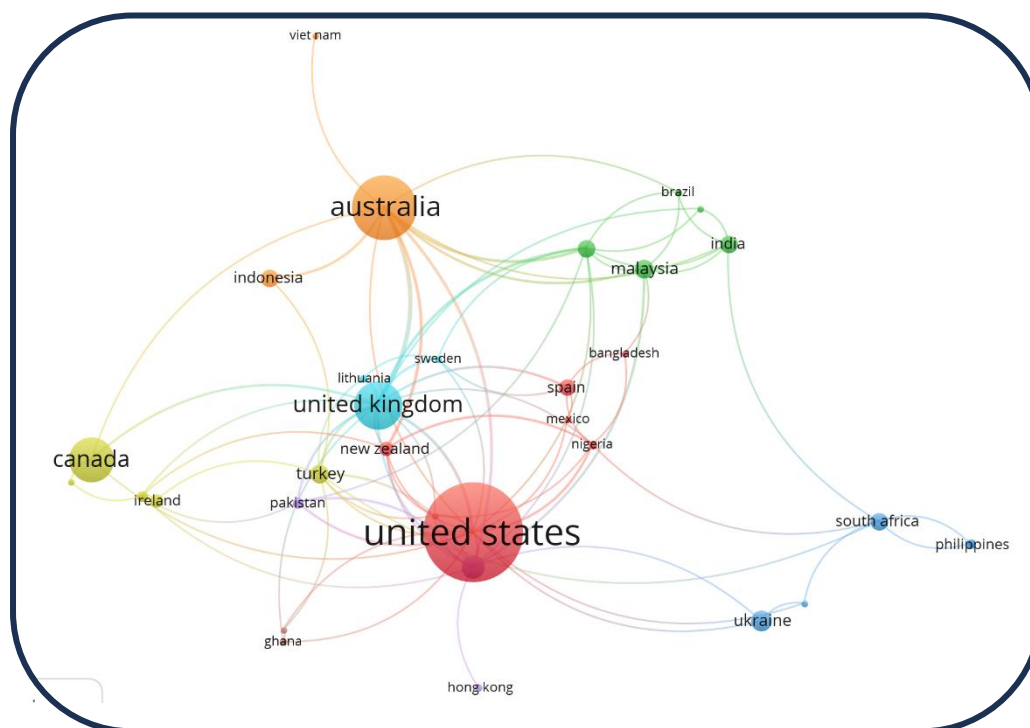 viet nam
brazil
australia
india
malaysia
indonesia
bangladesh
sweden
lithuania
spain
united kingdom
mexico
nigeria
new zealand
canada
turkey
ireland
pakistan
south africa
united states
philippines
ukraine
ghana
hong kong